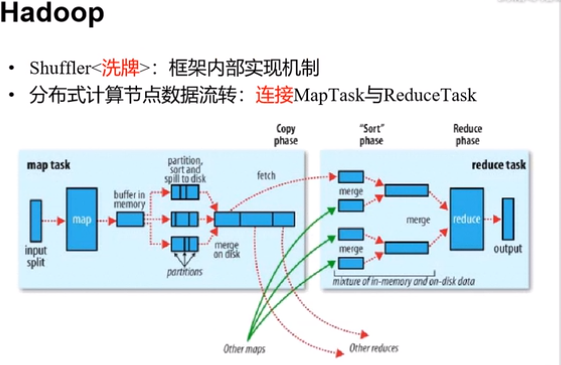 Hadoop
• Shuffler<洗牌>：框架内部实现机制
• 分布式计算节点数据流转：连接MapTask与ReduceTask
Copy phase
"Sort" phase
Reduce phase
map task
partition, sort and spill to disk
fetch
reduce task
buffer in memory
map
merge
merge
reduce
input split
merge on disk
merge
output
partitions
mixture of in-memory and on-disk data
Other maps
Other reduces